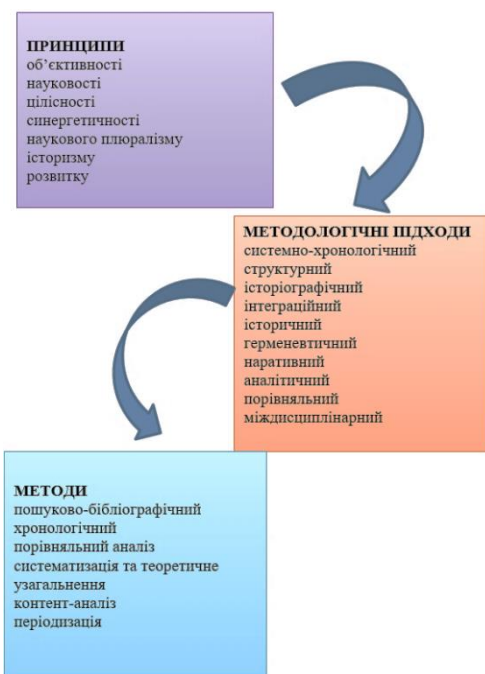 ПРИНЦИПИ
об’єктивності
науковості
цілісності
синергетичності
наукового плюралізму
історизму
розвитку
МЕТОДОЛОГІЧНІ ПІДХОДИ
системно-хронологічний
структурний
історіографічний
інтеграційний
історичний
герменевтичний
наративний
аналітичний
порівняльний
міждисциплінарний
МЕТОДИ
пошуково-бібліографічний
хронологічний
порівняльний аналіз
систематизація та теоретичне
узагальнення
контент-аналіз
періодизація